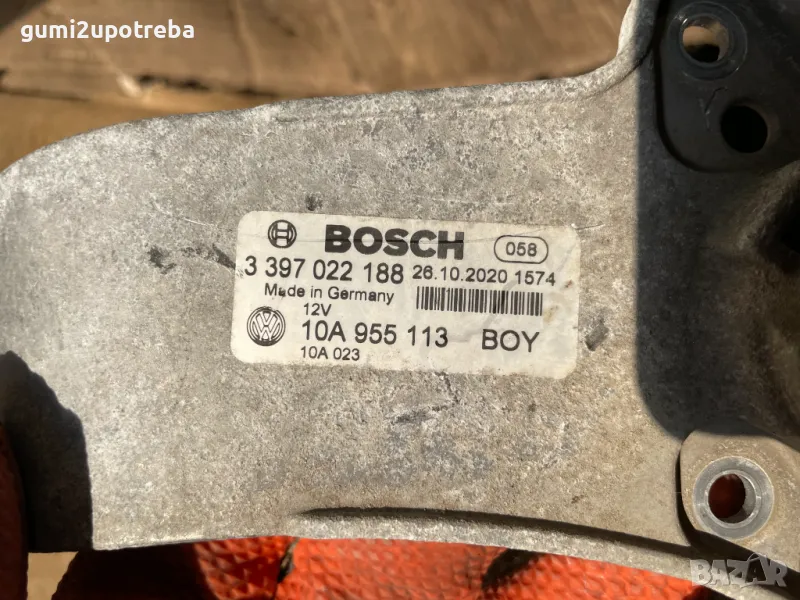 gumi2upotreba
BOSCH 058
3 397 022 188 26.10.2020 1574
Made in Germany
12V
10A 955 113 BOY
10A 023
BAZAR